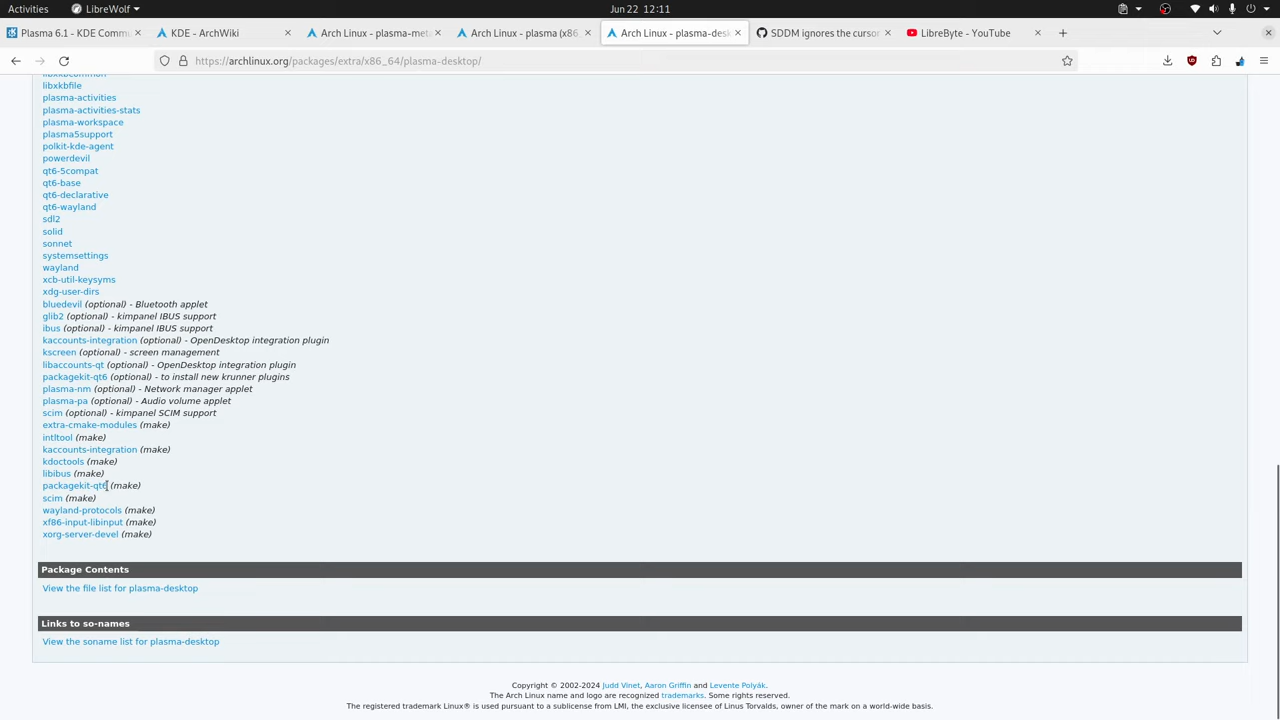 Activities LibreWolf Jun 22 12:11
Plasma 6.1 - KDE Comm
KDE - ArchWiki
Arch Linux - plasma-meta
Arch Linux - plasma (x86
Arch Linux - plasma-desk
SDDM ignores the cursor
LibreByte - YouTube
https://archlinux.org/packages/extra/x86_64/plasma-desktop/
libxkbcommon
libxkbfile
plasma-activities
plasma-activities-stats
plasma-workspace
plasma5support
polkit-kde-agent
powerdevil
qt6-5compat
qt6-base
qt6-declarative
qt6-wayland
sdl2
solid
sonnet
systemsettings
wayland
xcb-util-keysyms
xdg-user-dirs
bluedevil (optional) - Bluetooth applet
glib2 (optional) - kimpanel IBUS support
ibus (optional) - kimpanel IBUS support
kaccounts-integration (optional) - OpenDesktop integration plugin
kscreen (optional) - screen management
libaccounts-qt (optional) - OpenDesktop integration plugin
packagekit-qt6 (optional) - to install new krunner plugins
plasma-nm (optional) - Network manager applet
plasma-pa (optional) - Audio volume applet
scim (optional) - kimpanel SCIM support
extra-cmake-modules (make)
intltool (make)
kaccounts-integration (make)
kdoctools (make)
libibus (make)
packagekit-qt6 (make)
scim (make)
wayland-protocols (make)
xf86-input-libinput (make)
xorg-server-devel (make)
Package Contents
View the file list for plasma-desktop
Links to so-names
View the soname list for plasma-desktop
Copyright © 2002-2024 Judd Vinet, Aaron Griffin and Levente Polyák.
The Arch Linux name and logo are recognized trademarks. Some rights reserved.
The registered trademark Linux® is used pursuant to a sublicense from LMI, the exclusive licensee of Linus Torvalds, owner of the mark on a world-wide basis.